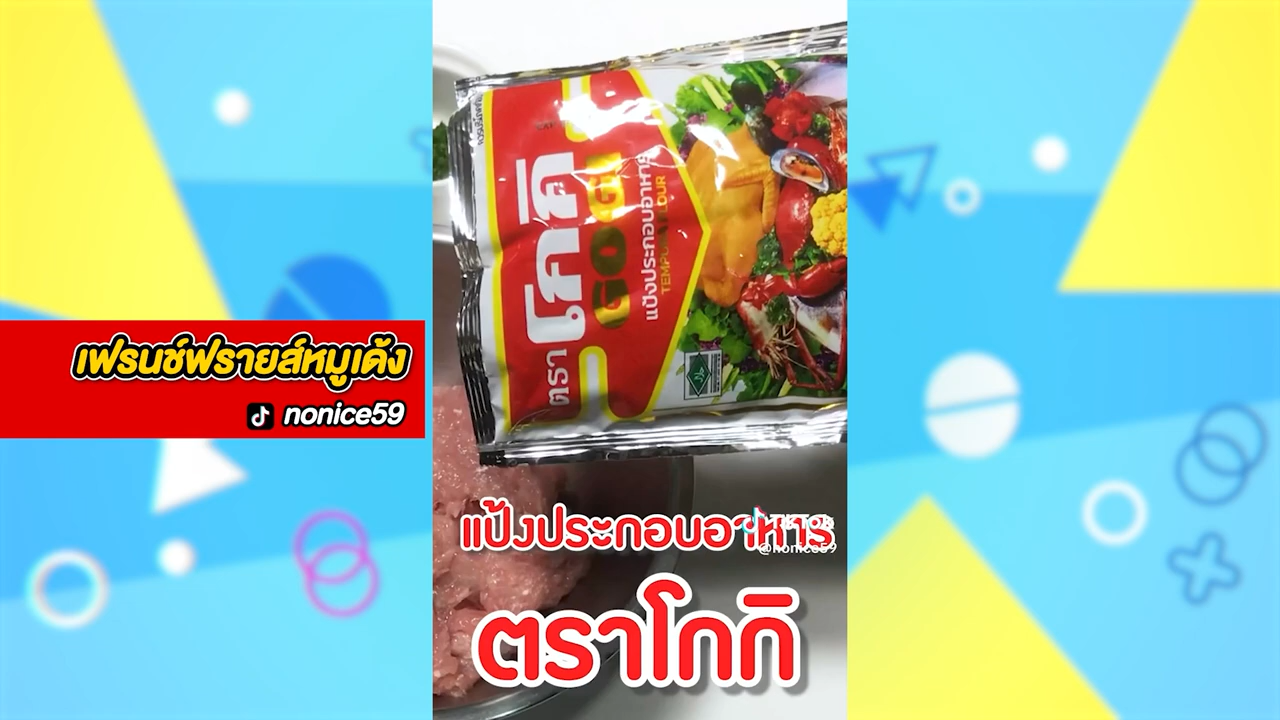 เฟรนช์ฟรายส์หมูเด้ง
nonice59
ตราโกกิ
GOGI
แป้งประกอบอาหาร
TEMPURA FLOUR
แป้งประกอบอาหาร
TikTok
@nonice59
ตราโกกิ